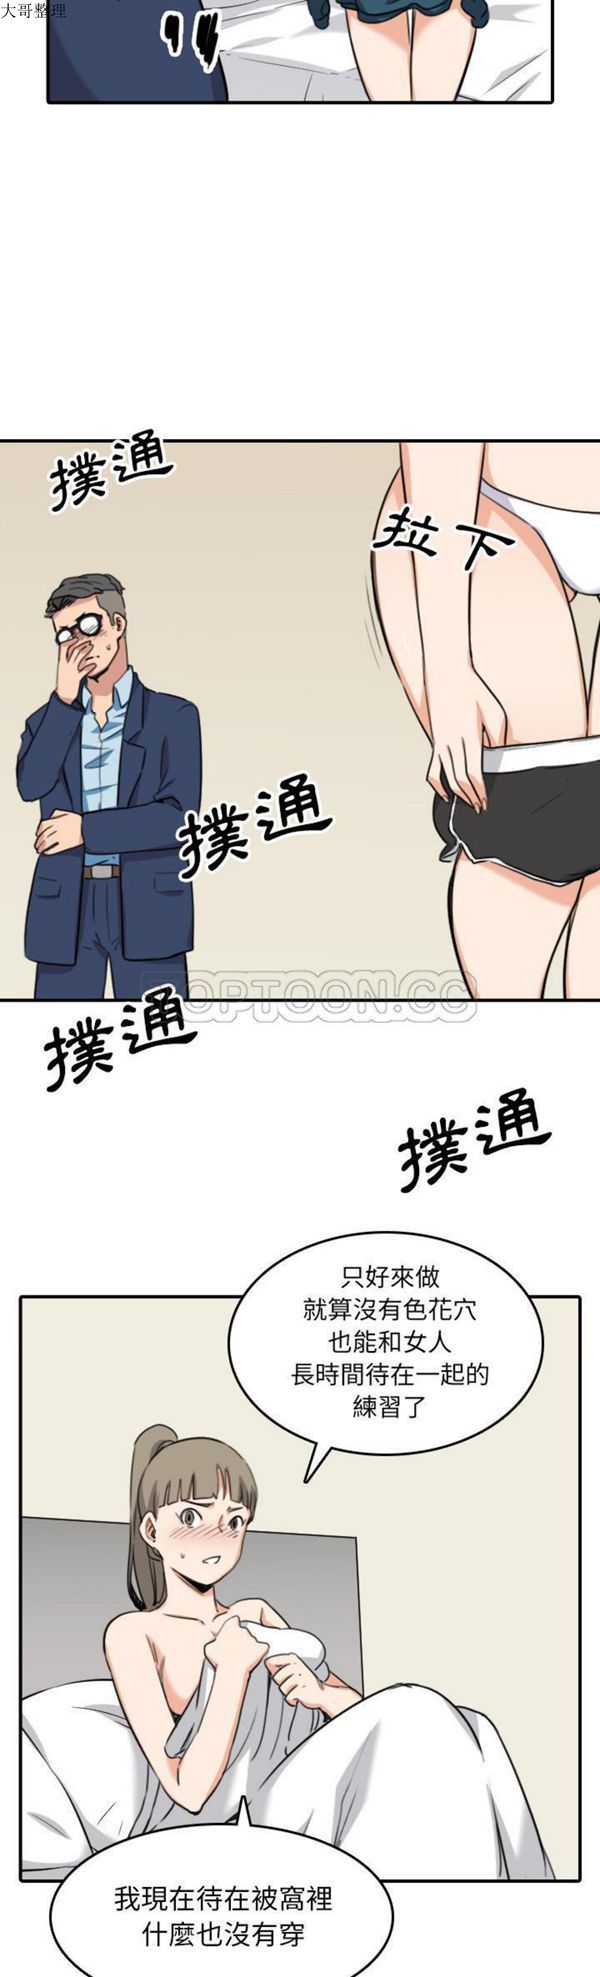 大哥整理
撲通
拉下
撲通
TOPTOON.CC
撲通
撲通
只好來做
就算沒有色花穴
也能和女人
長時間待在一起的
練習了
我現在待在被窩裡
什麼也沒有穿